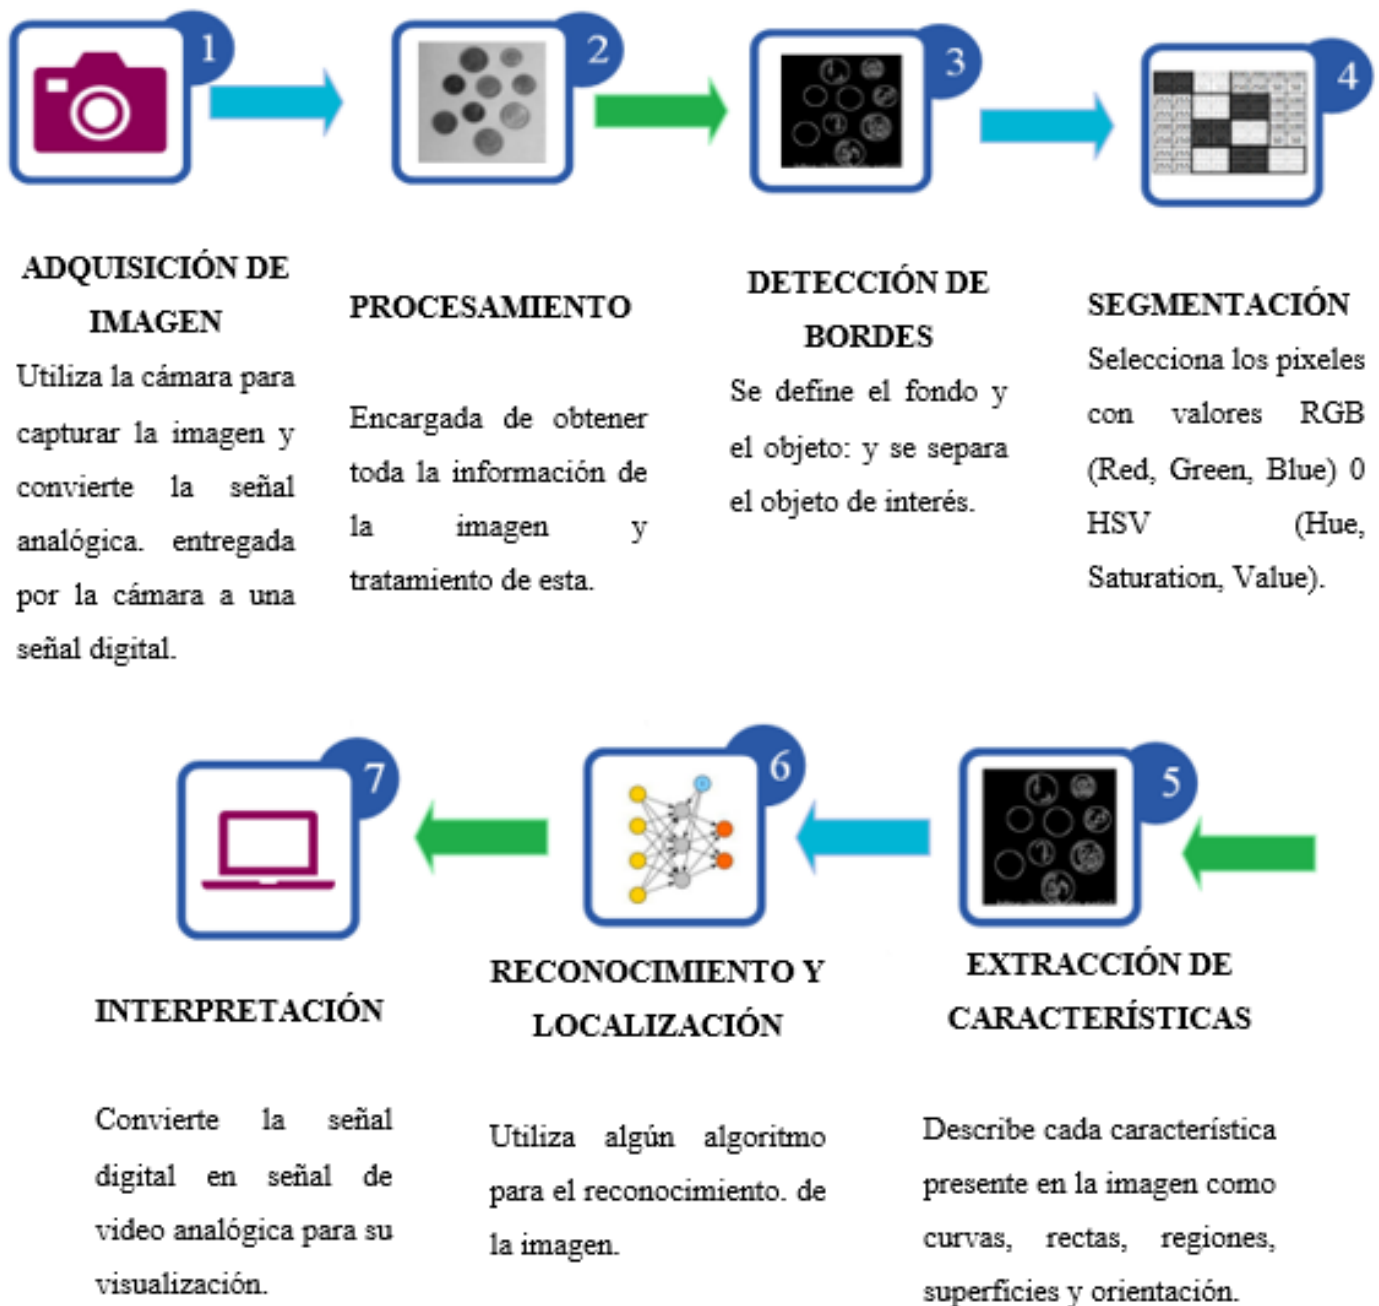 1
ADQUISICIÓN DE
IMAGEN
Utiliza la cámara para
capturar la imagen y
convierte la señal
analógica. entregada
por la cámara a una
señal digital.
2
PROCESAMIENTO
Encargada de obtener
toda la información de
la imagen y
tratamiento de esta.
3
DETECCIÓN DE
BORDES
Se define el fondo y
el objeto: y se separa
el objeto de interés.
4
SEGMENTACIÓN
Selecciona los pixeles
con valores RGB
(Red, Green, Blue) 0
HSV (Hue,
Saturation, Value).
5
EXTRACCIÓN DE
CARACTERÍSTICAS
Describe cada característica
presente en la imagen como
curvas, rectas, regiones,
superfícies y orientación.
6
RECONOCIMIENTO Y
LOCALIZACIÓN
Utiliza algún algoritmo
para el reconocimiento. de
la imagen.
7
INTERPRETACIÓN
Convierte la señal
digital en señal de
video analógica para su
visualización.